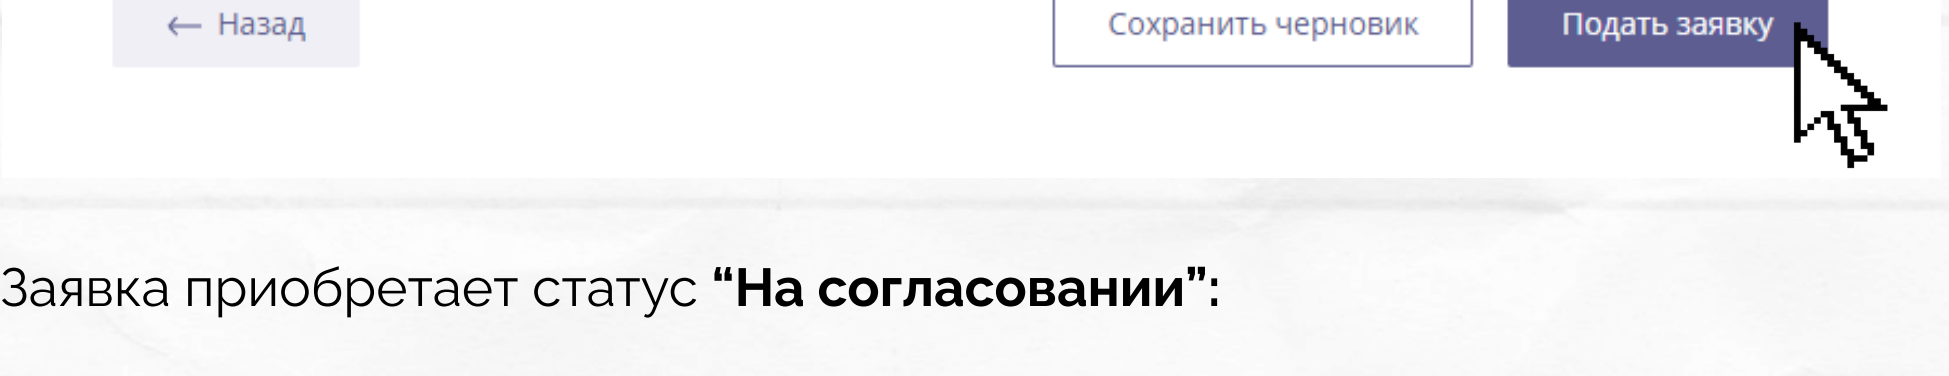 ← Назад
Сохранить черновик
Подать заявку
Заявка приобретает статус “На согласовании”: